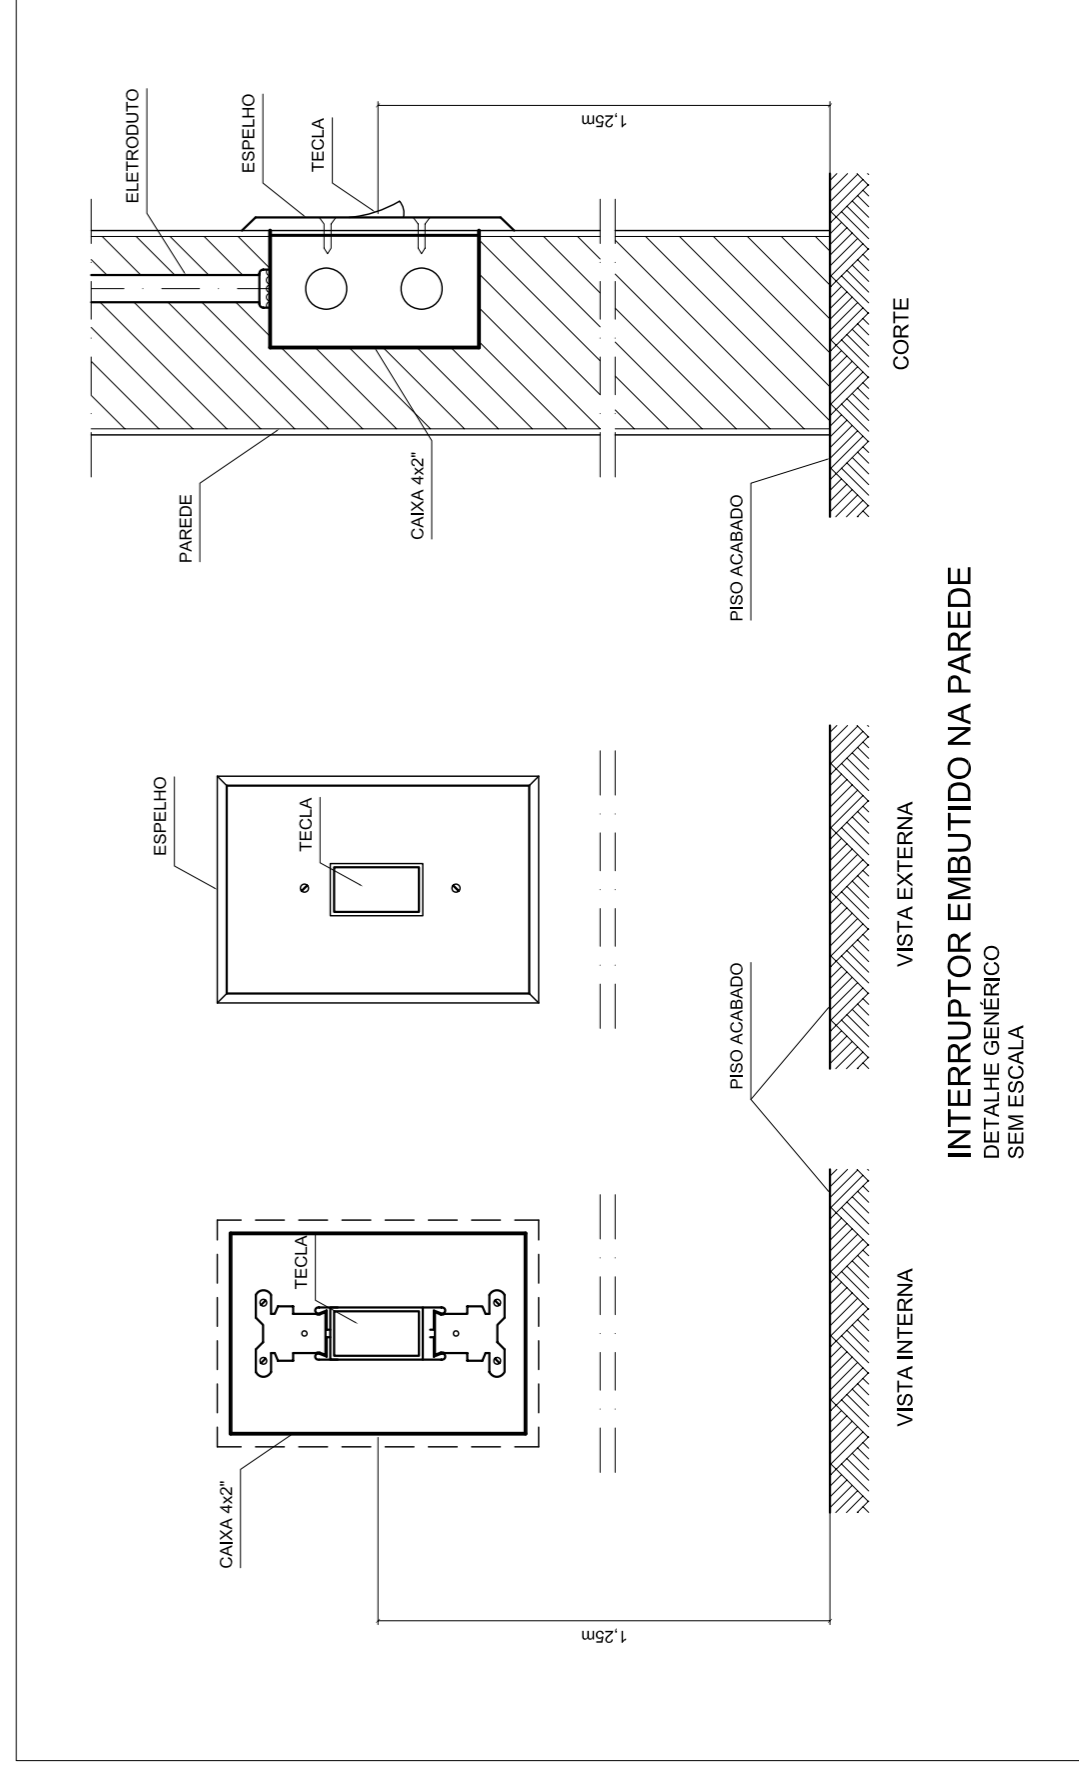 CAIXA 4x2"
TECLA
1,25m
VISTA INTERNA
ESPELHO
TECLA
PISO ACABADO
VISTA EXTERNA
ELETRODUTO
ESPELHO
TECLA
1,25m
PAREDE
CAIXA 4x2"
PISO ACABADO
CORTE
INTERRUPTOR EMBUTIDO NA PAREDE
DETALHE GENÉRICO
SEM ESCALA